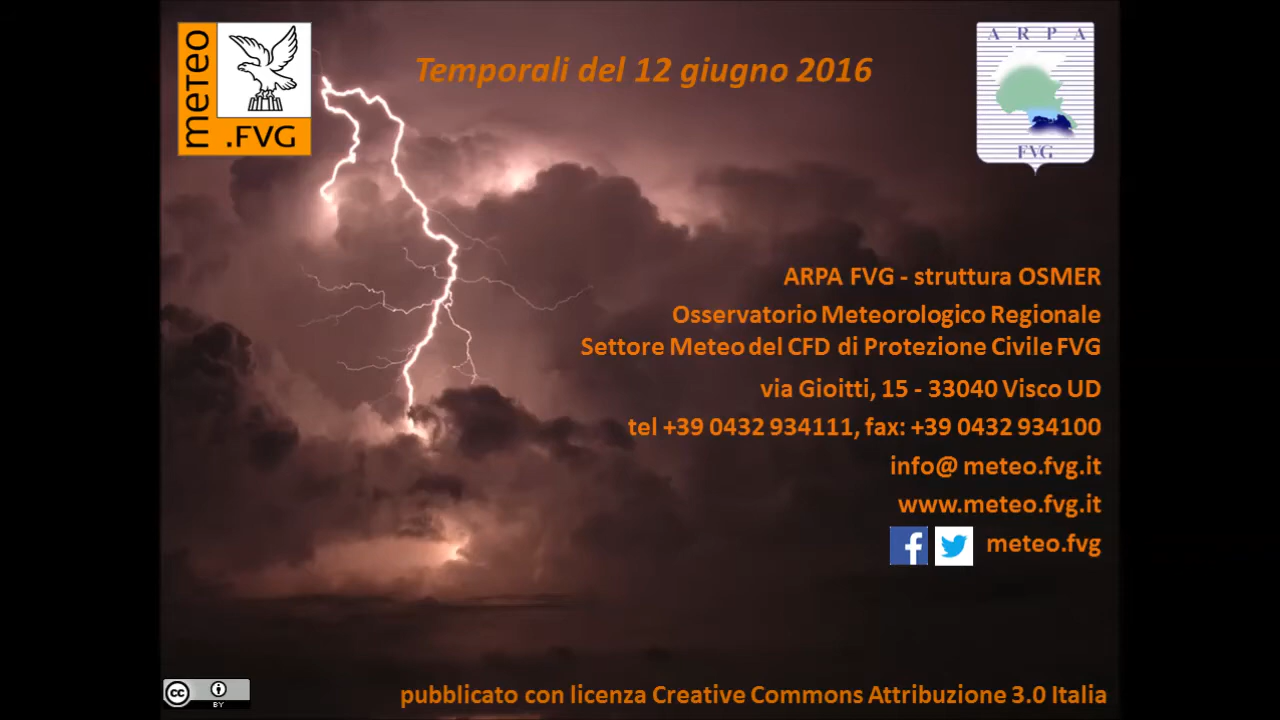 meteo
.FVG
Temporali del 12 giugno 2016
A R P A
FVG
ARPA FVG - struttura OSMER
Osservatorio Meteorologico Regionale
Settore Meteo del CFD di Protezione Civile FVG
via Gioitti, 15 - 33040 Visco UD
tel +39 0432 934111, fax: +39 0432 934100
info@ meteo.fvg.it
www.meteo.fvg.it
meteo.fvg
cc
BY
pubblicato con licenza Creative Commons Attribuzione 3.0 Italia